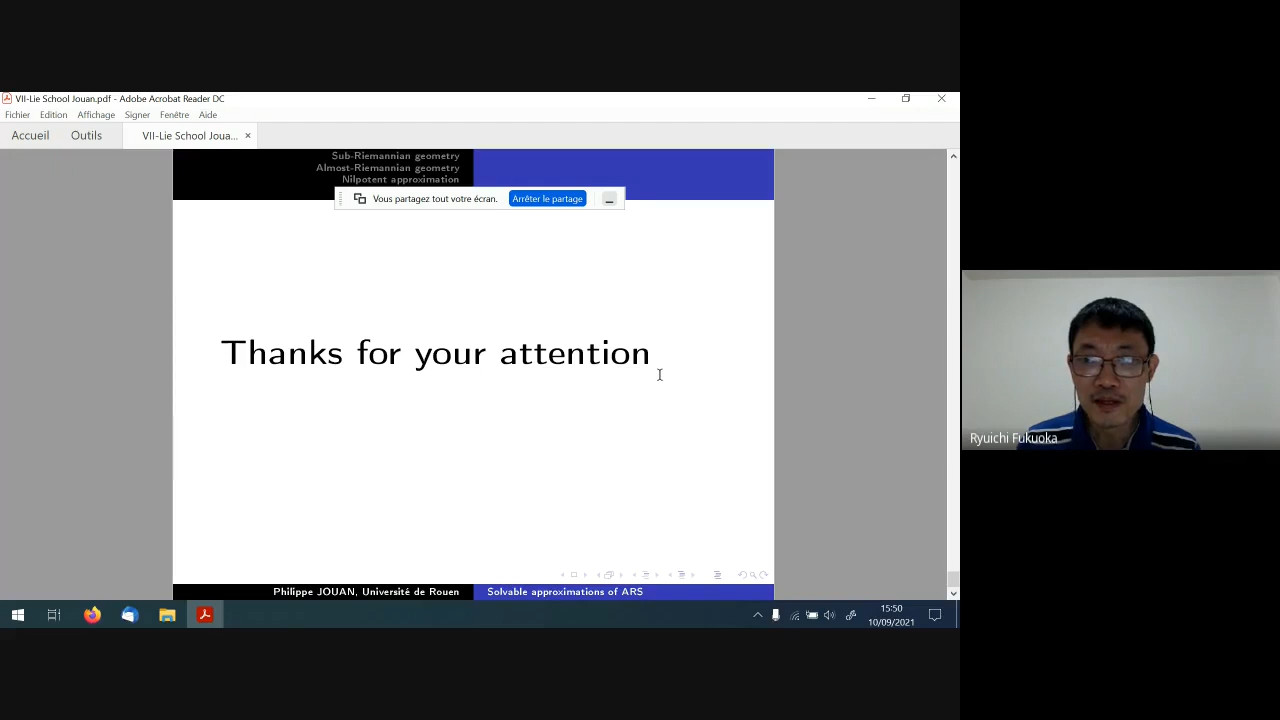 VII-Lie School Jouan.pdf - Adobe Acrobat Reader DC
Fichier Edition Affichage Signer Fenêtre Aide
Accueil Outils VII-Lie School Joua... ×
Sub-Riemannian geometry
Almost-Riemannian geometry
Nilpotent approximation
Vous partagez tout votre écran. Arrêter le partage
Thanks for your attention
Ryuichi Fukuoka
Philippe JOUAN, Université de Rouen Solvable approximations of ARS
15:50
10/09/2021